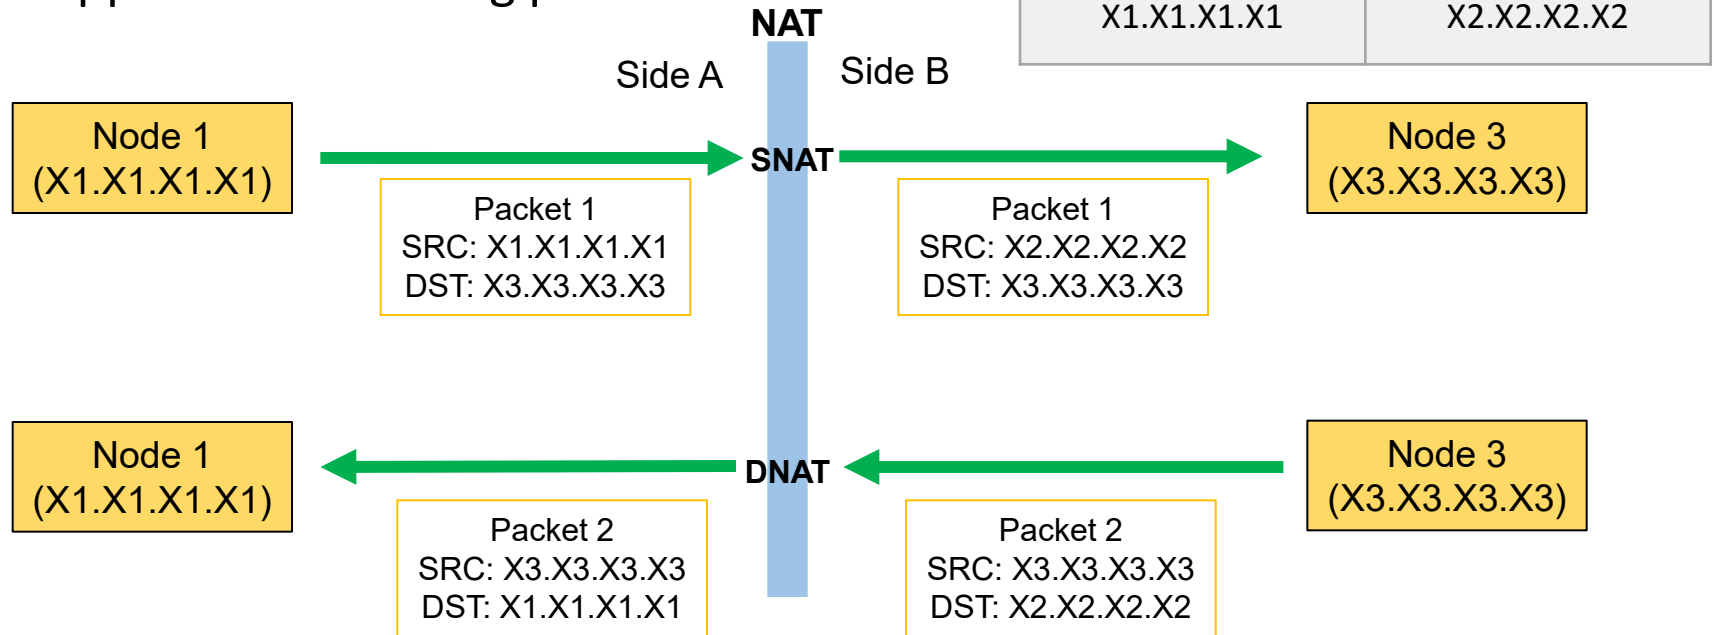 NAT
X1.X1.X1.X1 X2.X2.X2.X2
Side A Side B
Node 1
(X1.X1.X1.X1)
SNAT
Node 3
(X3.X3.X3.X3)
Packet 1
SRC: X1.X1.X1.X1
DST: X3.X3.X3.X3
Packet 1
SRC: X2.X2.X2.X2
DST: X3.X3.X3.X3
Node 1
(X1.X1.X1.X1)
DNAT
Node 3
(X3.X3.X3.X3)
Packet 2
SRC: X3.X3.X3.X3
DST: X1.X1.X1.X1
Packet 2
SRC: X3.X3.X3.X3
DST: X2.X2.X2.X2